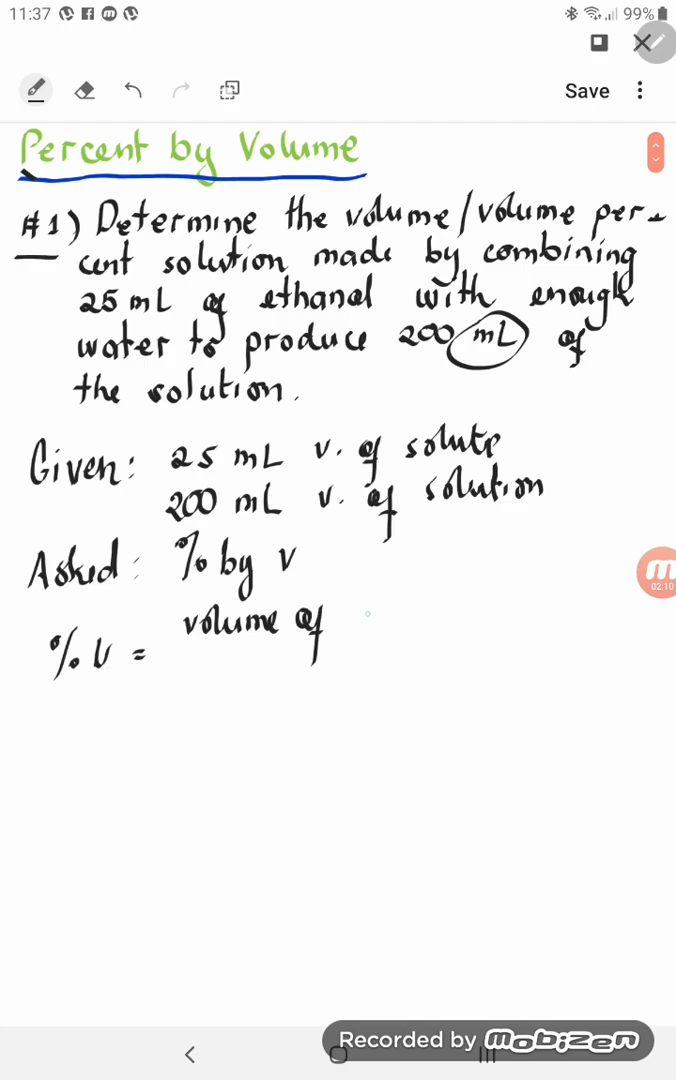 11:37
99%
Save
Percent by Volume
#1) Determine the volume/volume per-
cent solution made by combining
25 mL of ethanol with enough
water to produce 200 mL of
the solution.
Given: 25 mL v. of solute
200 mL v. of solution
Asked: % by v
volume of
% V =
m
02:10
Recorded by mobizen